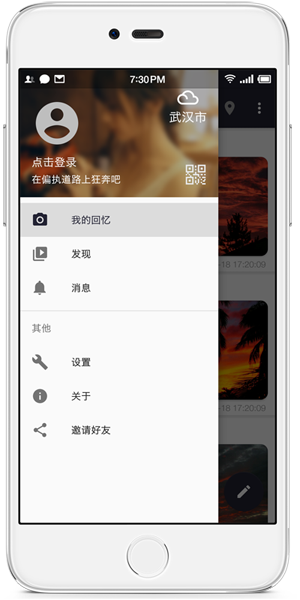 7:30PM
武汉市
点击登录
在偏执道路上狂奔吧
我的回忆
发现
消息
其他
设置
关于
邀请好友
-18 17:20:09
18 17:20:09